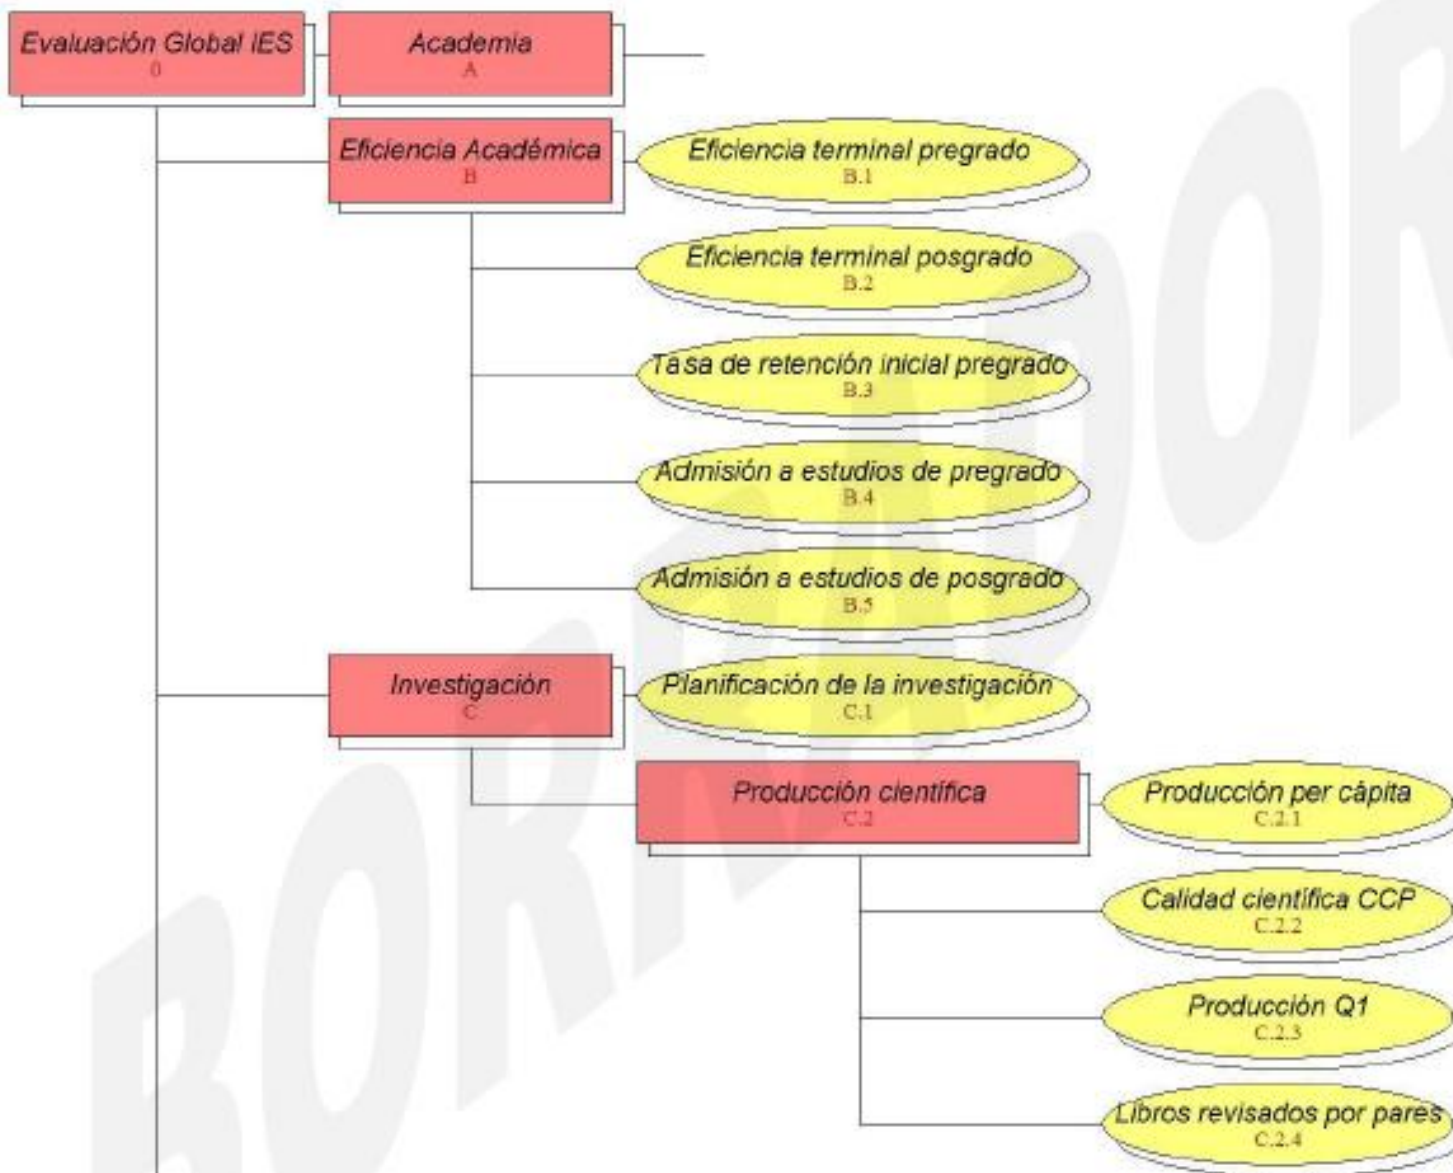 Evaluación Global IES
0
Academia
A
Eficiencia Académica
B
Eficiencia terminal pregrado
B.1
Eficiencia terminal posgrado
B.2
Tasa de retención inicial pregrado
B.3
Admisión a estudios de pregrado
B.4
Admisión a estudios de posgrado
B.5
Investigación
C
Planificación de la investigación
C.1
Producción científica
C.2
Producción per cápita
C.2.1
Calidad científica CCP
C.2.2
Producción Q1
C.2.3
Libros revisados por pares
C.2.4
BORRADOR